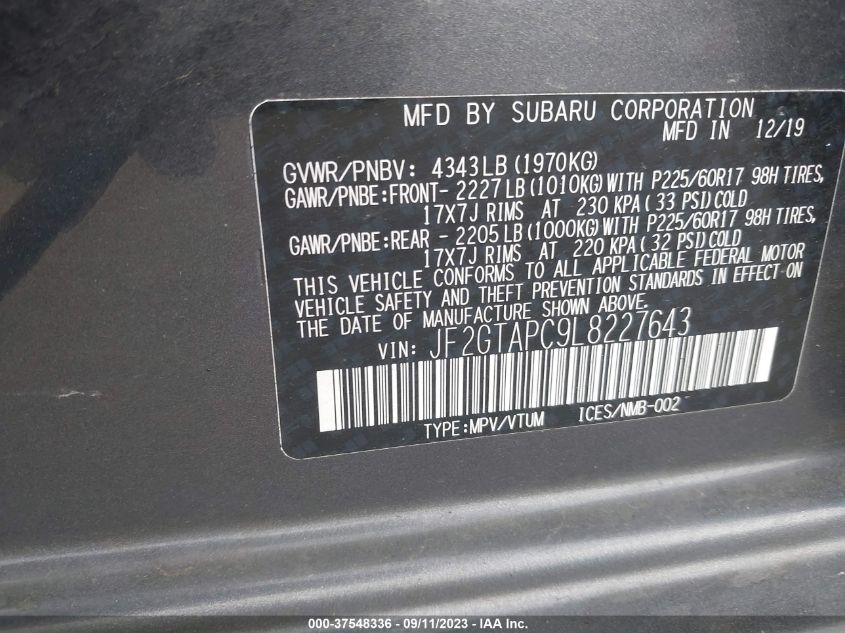 MFD BY SUBARU CORPORATION
MFD IN 12/19
GVWR/PNBV: 4343LB (1970KG)
GAWR/PNBE:FRONT- 2227LB (1010KG) WITH P225/60R17 98H TIRES,
17X7J RIMS AT 230 KPA( 33 PSI) COLD
GAWR/PNBE:REAR - 2205LB (1000KG) WITH P225/60R17 98H TIRES,
17X7J RIMS AT 220 KPA( 32 PSI) COLD
THIS VEHICLE CONFORMS TO ALL APPLICABLE FEDERAL MOTOR
VEHICLE SAFETY AND THEFT PREVENTION STANDARDS IN EFFECT ON
THE DATE OF MANUFACTURE SHOWN ABOVE.
VIN: JF2GTAPC9L8227643
TYPE:MPV/VTUM ICES/NMB-002
000-37548336 - 09/11/2023 - IAA Inc.